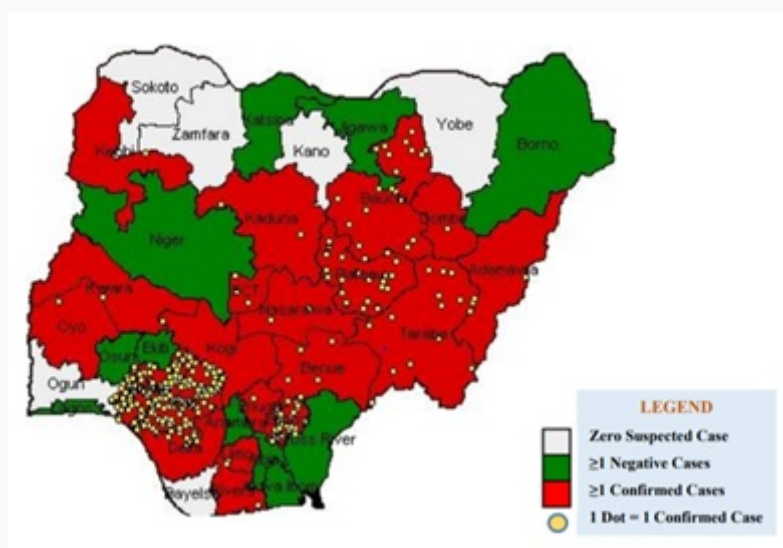 Sokoto
Zamfara
Katsina
Jigawa
Yobe
Borno
Kano
Kaduna
Bauchi
Gombe
Niger
Adamawa
Kwara
FCT
Nasarawa
Oyo
Taraba
Osun
Ekiti
Kogi
Benue
Ogun
Cross River
Delta
Bayelsa
LEGEND
Zero Suspected Case
≥1 Negative Cases
≥1 Confirmed Cases
1 Dot = 1 Confirmed Case